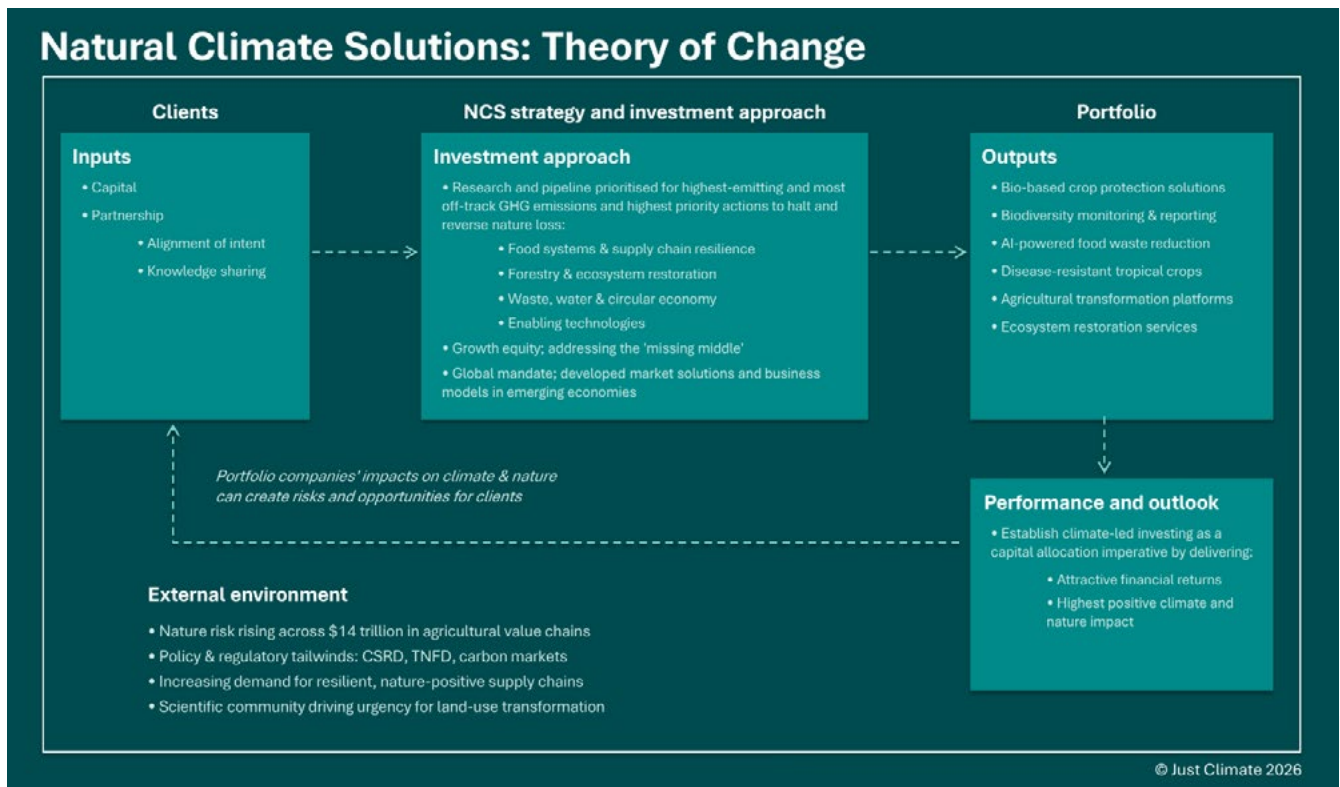 Natural Climate Solutions: Theory of Change
Clients
Inputs
• Capital
• Partnership
• Alignment of intent
• Knowledge sharing
NCS strategy and investment approach
Investment approach
• Research and pipeline prioritised for highest-emitting and most
off-track GHG emissions and highest priority actions to halt and
reverse nature loss:
• Food systems & supply chain resilience
• Forestry & ecosystem restoration
• Waste, water & circular economy
• Enabling technologies
• Growth equity; addressing the 'missing middle'
• Global mandate; developed market solutions and business
models in emerging economies
Portfolio
Outputs
• Bio-based crop protection solutions
• Biodiversity monitoring & reporting
• AI-powered food waste reduction
• Disease-resistant tropical crops
• Agricultural transformation platforms
• Ecosystem restoration services
Performance and outlook
• Establish climate-led investing as a
capital allocation imperative by delivering:
• Attractive financial returns
• Highest positive climate and
nature impact
Portfolio companies' impacts on climate & nature
can create risks and opportunities for clients
External environment
• Nature risk rising across $14 trillion in agricultural value chains
• Policy & regulatory tailwinds: CSRD, TNFD, carbon markets
• Increasing demand for resilient, nature-positive supply chains
• Scientific community driving urgency for land-use transformation
© Just Climate 2026